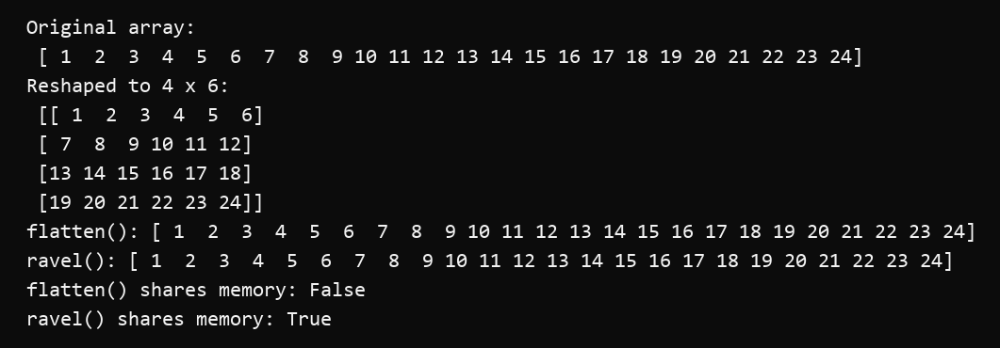 Original array:
 [ 1  2  3  4  5  6  7  8  9 10 11 12 13 14 15 16 17 18 19 20 21 22 23 24]
Reshaped to 4 x 6:
 [[ 1  2  3  4  5  6]
 [ 7  8  9 10 11 12]
 [13 14 15 16 17 18]
 [19 20 21 22 23 24]]
flatten(): [ 1  2  3  4  5  6  7  8  9 10 11 12 13 14 15 16 17 18 19 20 21 22 23 24]
ravel(): [ 1  2  3  4  5  6  7  8  9 10 11 12 13 14 15 16 17 18 19 20 21 22 23 24]
flatten() shares memory: False
ravel() shares memory: True